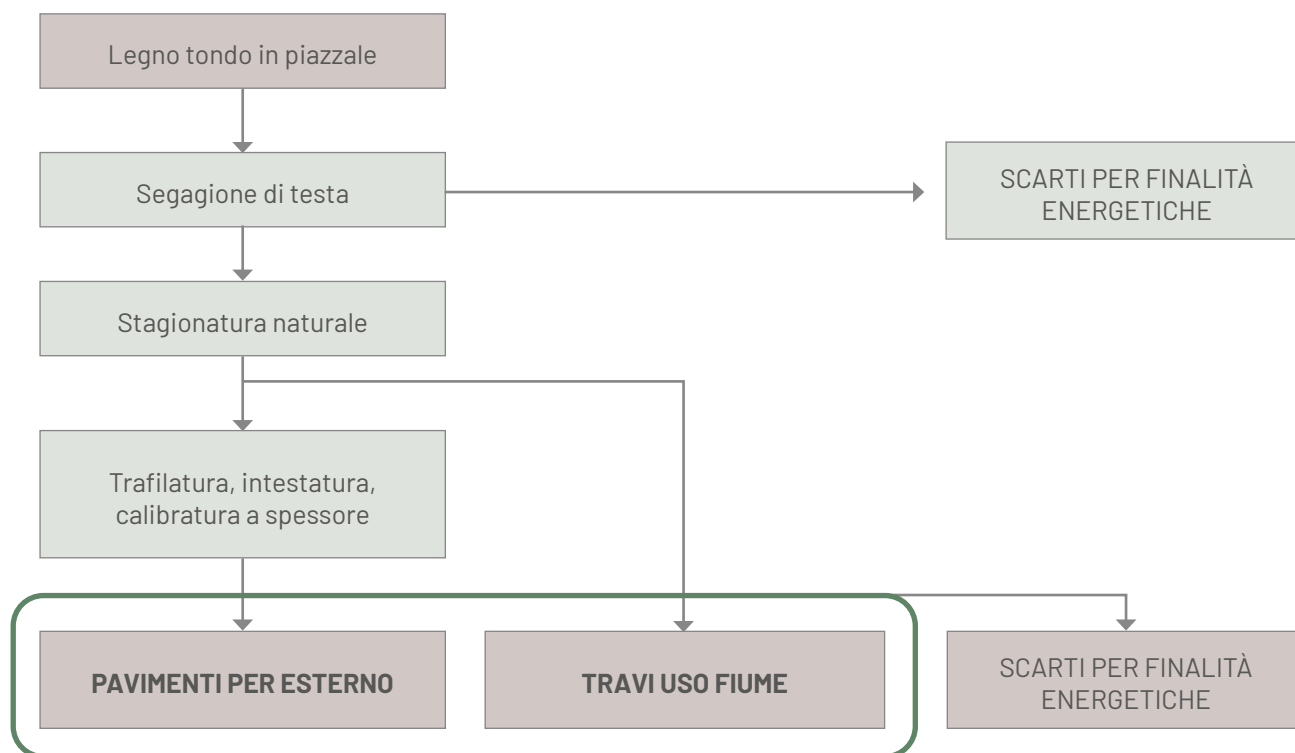 Legno tondo in piazzale
Segagione di testa
SCARTI PER FINALITÀ
ENERGETICHE
Stagionatura naturale
Trafilatura, intestatura,
calibratura a spessore
PAVIMENTI PER ESTERNO
TRAVI USO FIUME
SCARTI PER FINALITÀ
ENERGETICHE